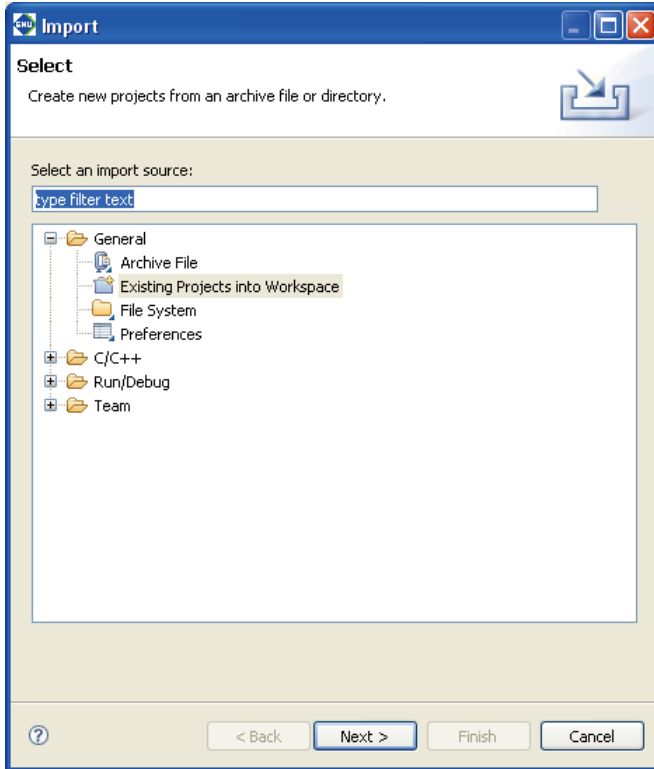 GNU Import
Select
Create new projects from an archive file or directory.
Select an import source:
type filter text
General
Archive File
Existing Projects into Workspace
File System
Preferences
C/C++
Run/Debug
Team
? < Back Next > Finish Cancel